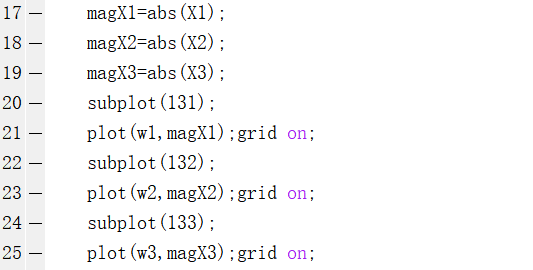 17 — magX1=abs(X1);
18 — magX2=abs(X2);
19 — magX3=abs(X3);
20 — subplot(131);
21 — plot(w1,magX1);grid on;
22 — subplot(132);
23 — plot(w2,magX2);grid on;
24 — subplot(133);
25 — plot(w3,magX3);grid on;